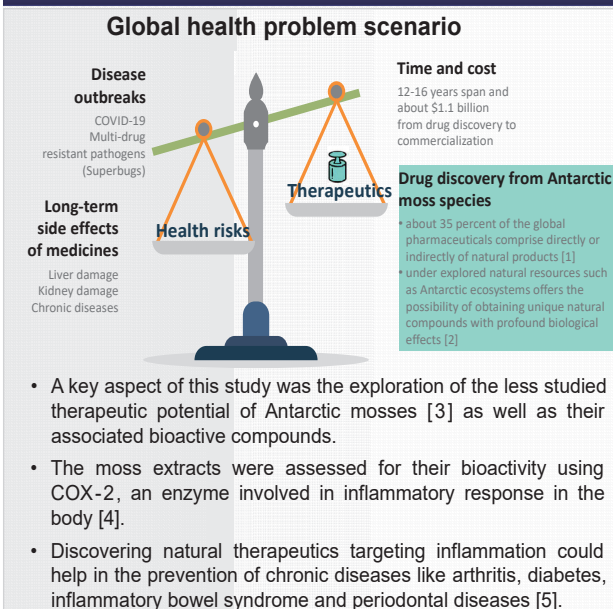 Global health problem scenario
Disease
outbreaks
COVID-19
Multi-drug
resistant pathogens
(Superbugs)
Long-term
side effects
of medicines
Liver damage
Kidney damage
Chronic diseases
Health risks
Therapeutics
Time and cost
12-16 years span and
about $1.1 billion
from drug discovery to
commercialization
Drug discovery from Antarctic
moss species
• about 35 percent of the global
pharmaceuticals comprise directly or
indirectly of natural products [1]
• under explored natural resources such
as Antarctic ecosystems offers the
possibility of obtaining unique natural
compounds with profound biological
effects [2]
• A key aspect of this study was the exploration of the less studied
therapeutic potential of Antarctic mosses [3] as well as their
associated bioactive compounds.
• The moss extracts were assessed for their bioactivity using
COX-2, an enzyme involved in inflammatory response in the
body [4].
• Discovering natural therapeutics targeting inflammation could
help in the prevention of chronic diseases like arthritis, diabetes,
inflammatory bowel syndrome and periodontal diseases [5].